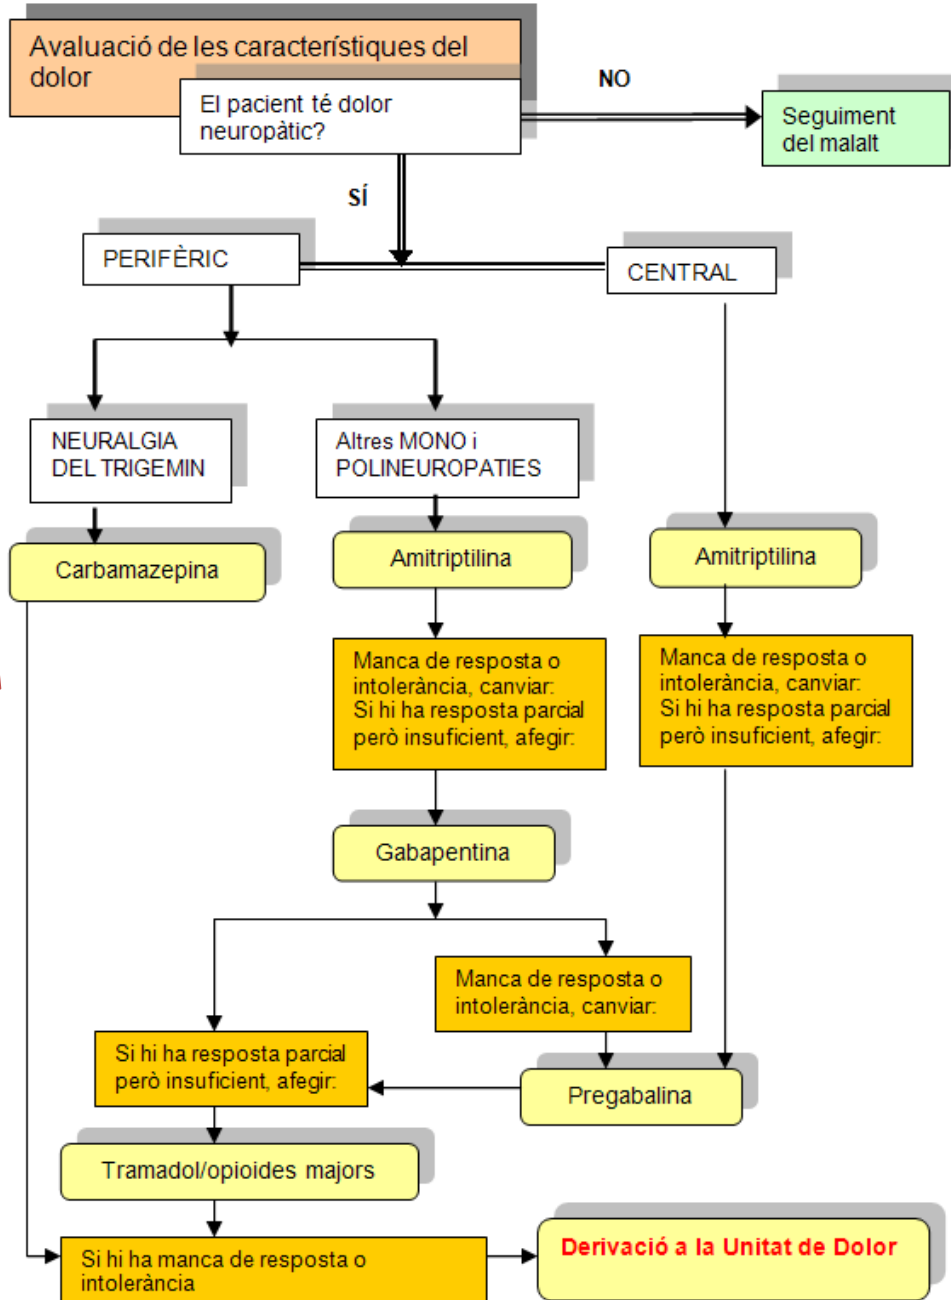 Avaluació de les característiques del
dolor
El pacient té dolor
neuropàtic?
NO
Seguiment
del malalt
SÍ
PERIFÈRIC
CENTRAL
NEURALGIA
DEL TRIGEMIN
Altres MONO i
POLINEUROPATIES
Carbamazepina
Amitriptilina
Amitriptilina
Manca de resposta o
intolerància, canviar:
Si hi ha resposta parcial
però insuficient, afegir:
Manca de resposta o
intolerància, canviar:
Si hi ha resposta parcial
però insuficient, afegir:
Gabapentina
Manca de resposta o
intolerància, canviar:
Si hi ha resposta parcial
però insuficient, afegir:
Pregabalina
Tramadol/opioides majors
Si hi ha manca de resposta o
intolerància
Derivació a la Unitat de Dolor